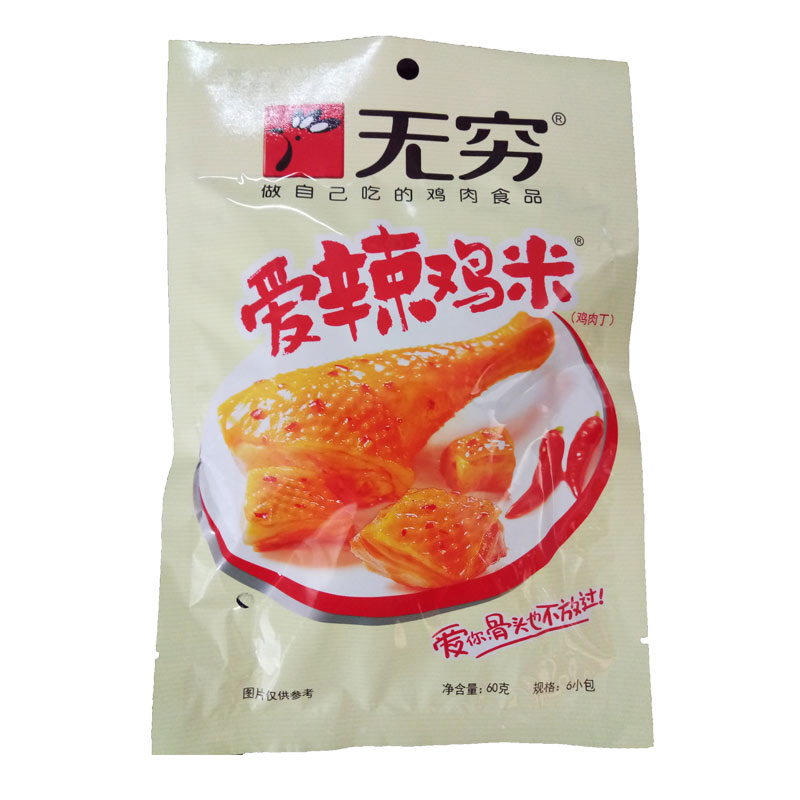 无穷®
做自己吃的鸡肉食品
爱辣鸡米®
（鸡肉丁）
爱你,骨头也不放过!
图片仅供参考
净含量：60克 规格：6小包